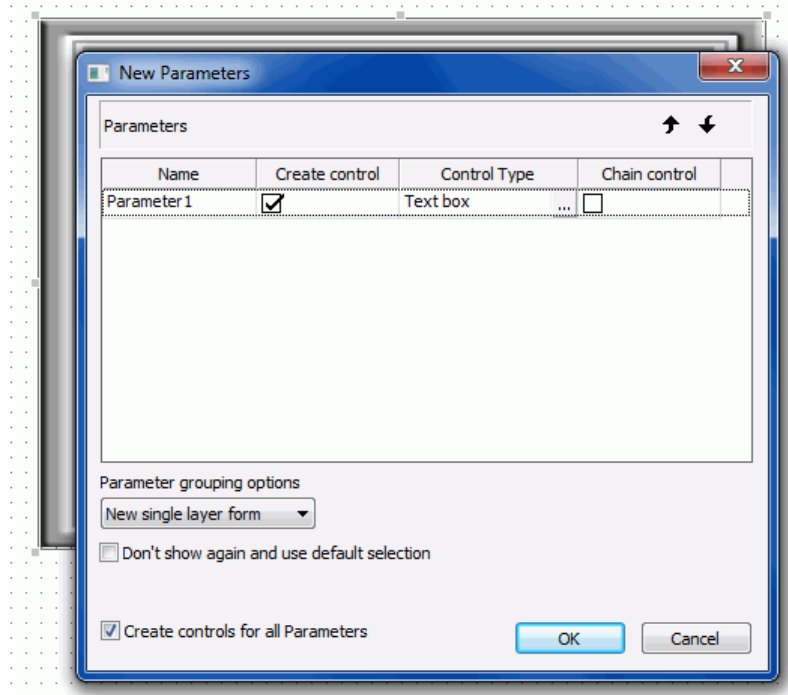 New Parameters
Parameters
Name Create control Control Type Chain control
Parameter1 Text box ...
Parameter grouping options
New single layer form
Don't show again and use default selection
Create controls for all Parameters
OK Cancel